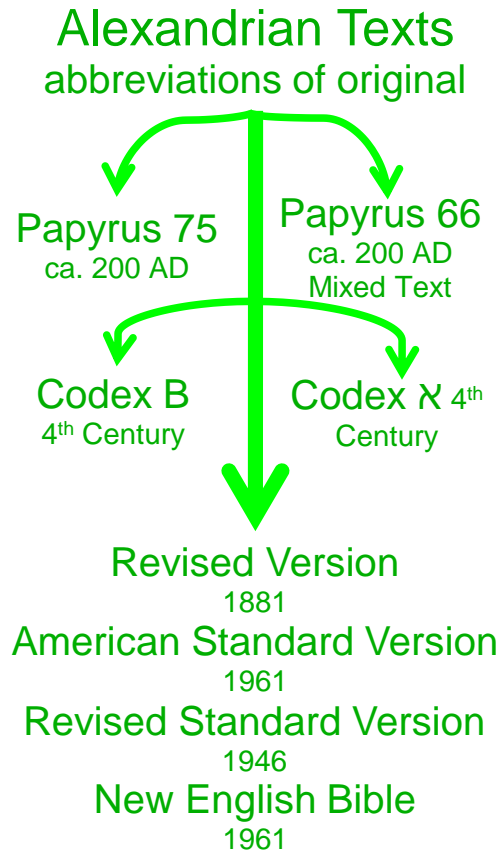 Alexandrian Texts
abbreviations of original
Papyrus 75
ca. 200 AD
Papyrus 66
ca. 200 AD
Mixed Text
Codex B
4th Century
Codex א 4th
Century
Revised Version
1881
American Standard Version
1961
Revised Standard Version
1946
New English Bible
1961